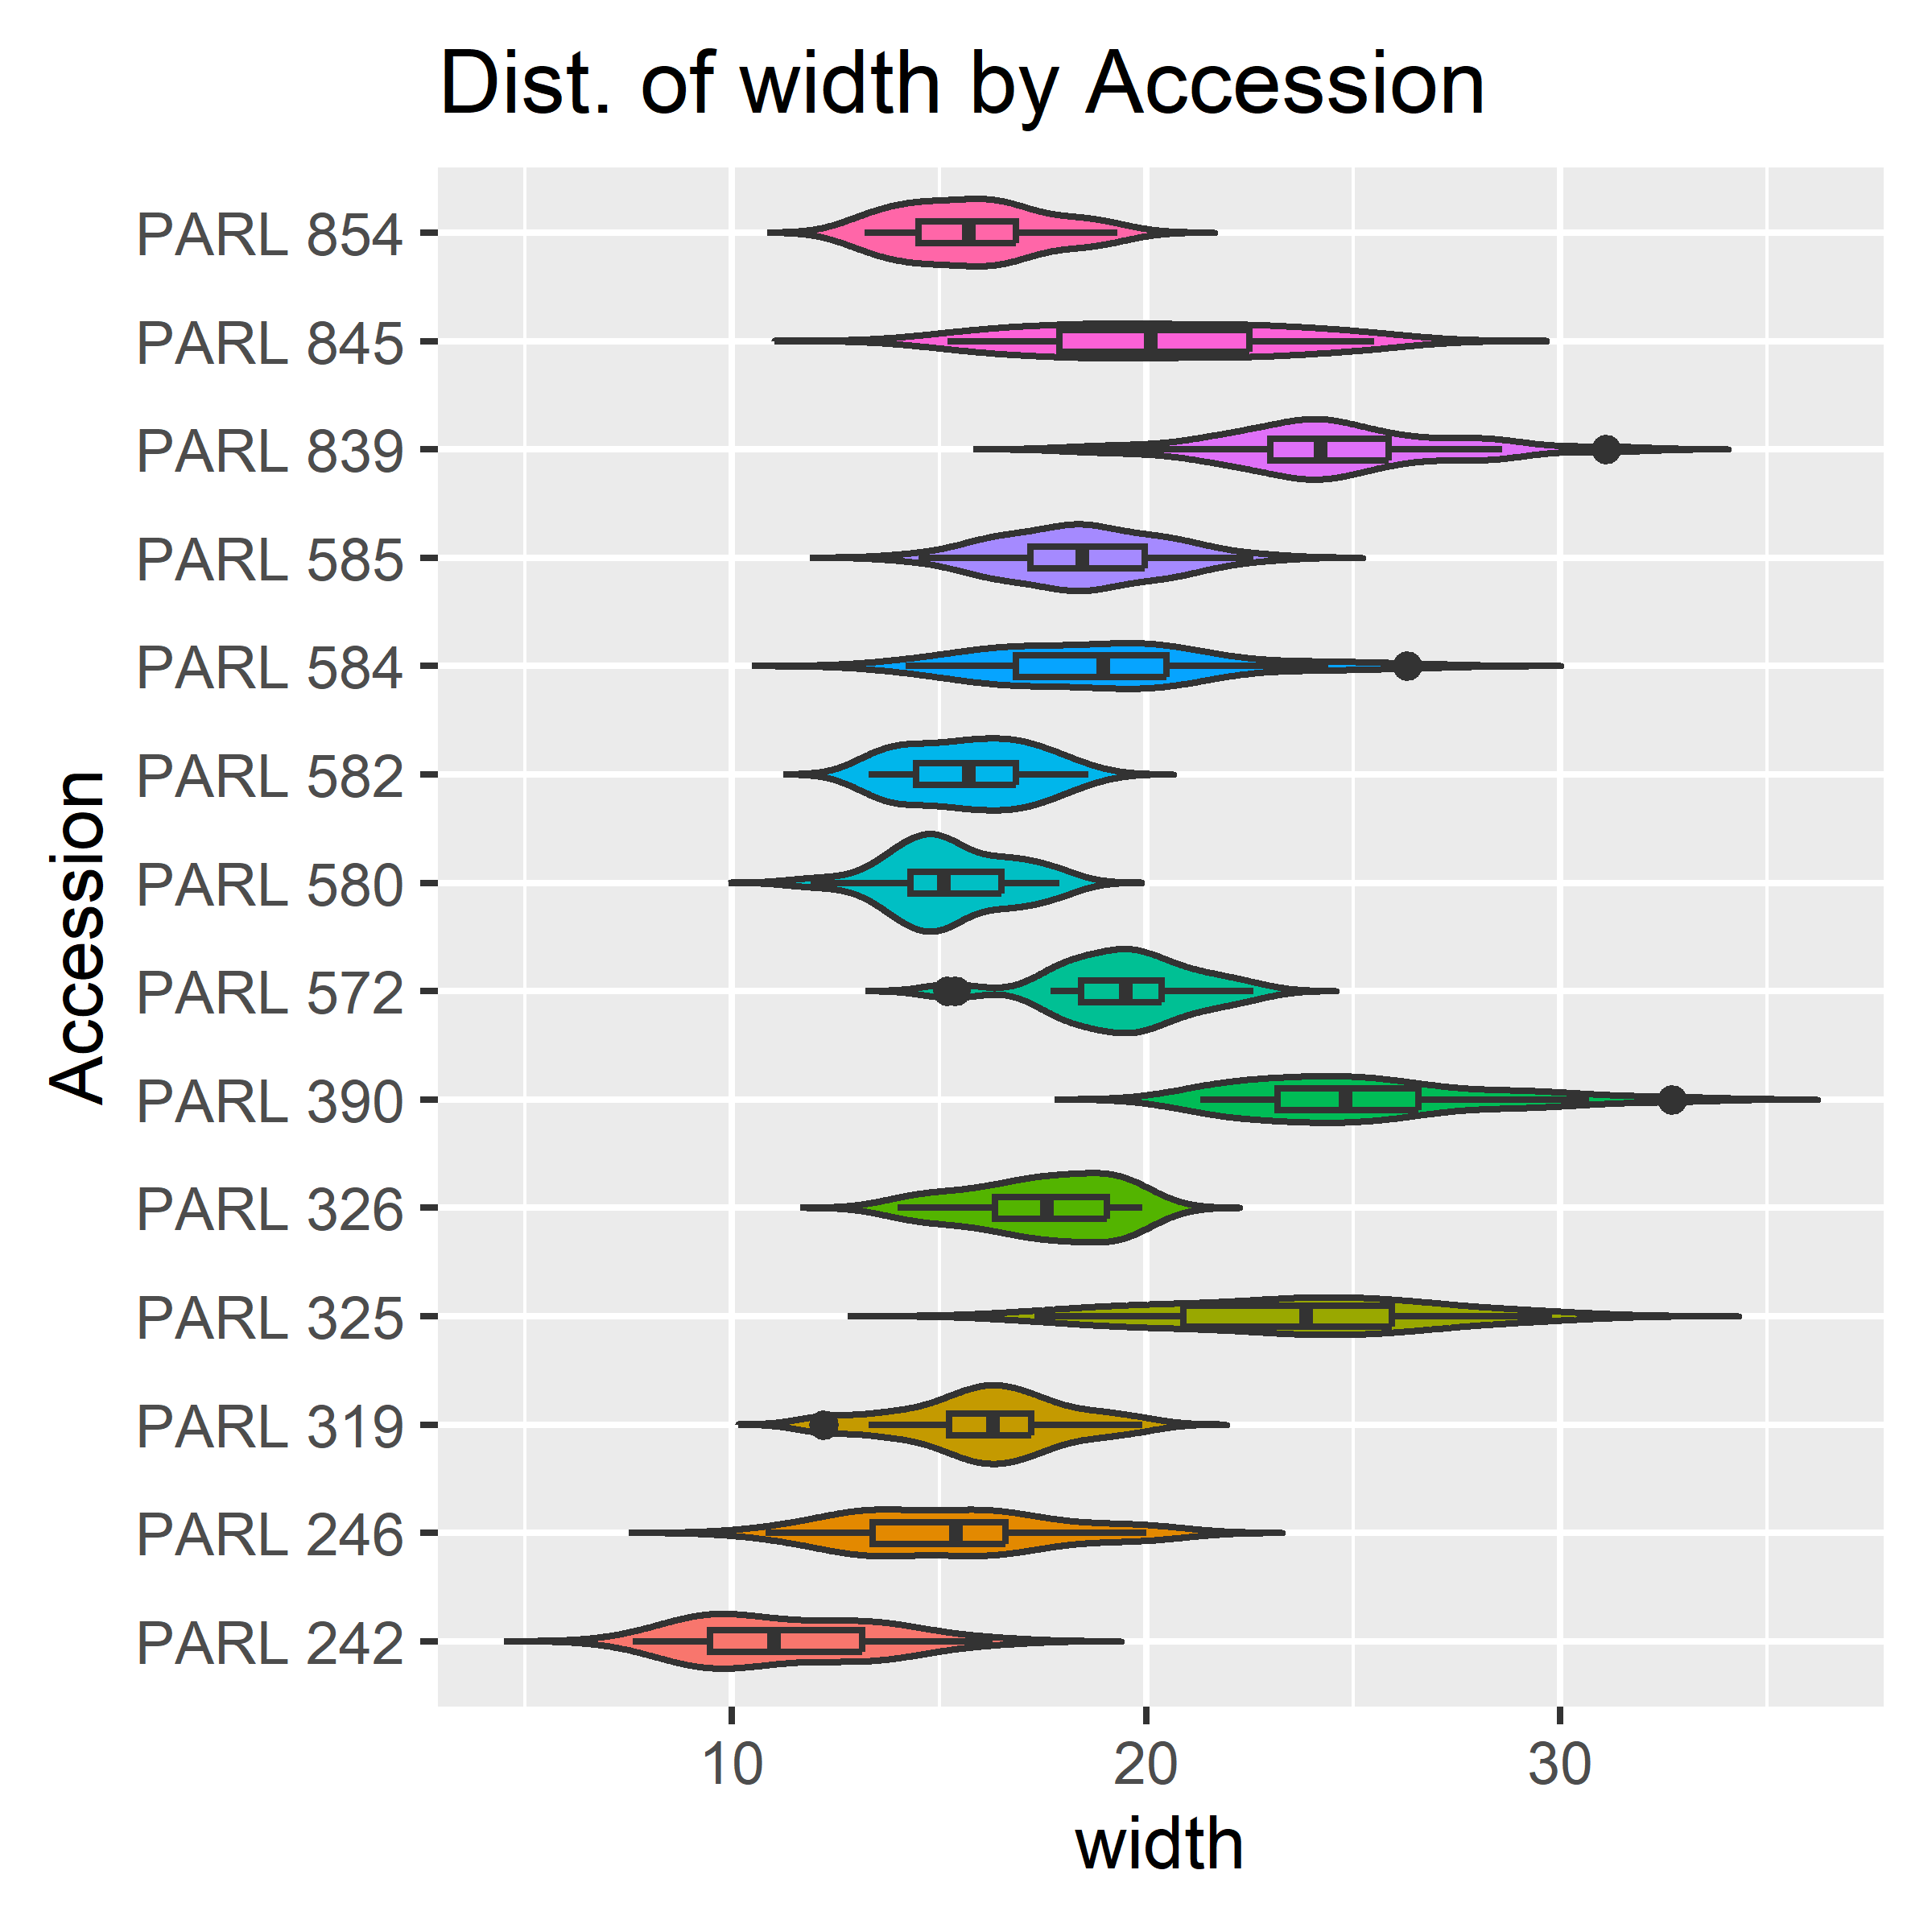 Dist. of width by Accession
PARL 854
PARL 845
PARL 839
PARL 585
PARL 584
PARL 582
PARL 580
PARL 572
PARL 390
PARL 326
PARL 325
PARL 319
PARL 246
PARL 242
Accession
10 20 30
width